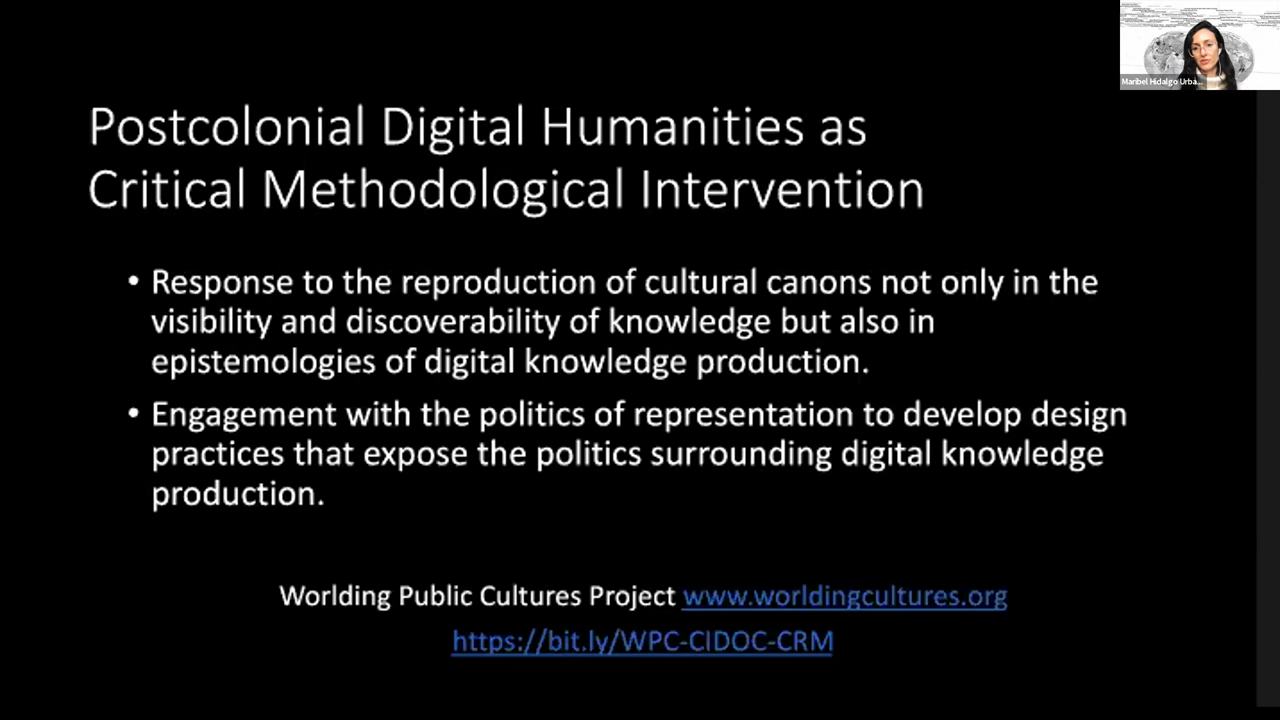 Maribel Hidalgo Urba...
Postcolonial Digital Humanities as
Critical Methodological Intervention
• Response to the reproduction of cultural canons not only in the
visibility and discoverability of knowledge but also in
epistemologies of digital knowledge production.
• Engagement with the politics of representation to develop design
practices that expose the politics surrounding digital knowledge
production.
Worlding Public Cultures Project www.worldingcultures.org
https://bit.ly/WPC-CIDOC-CRM